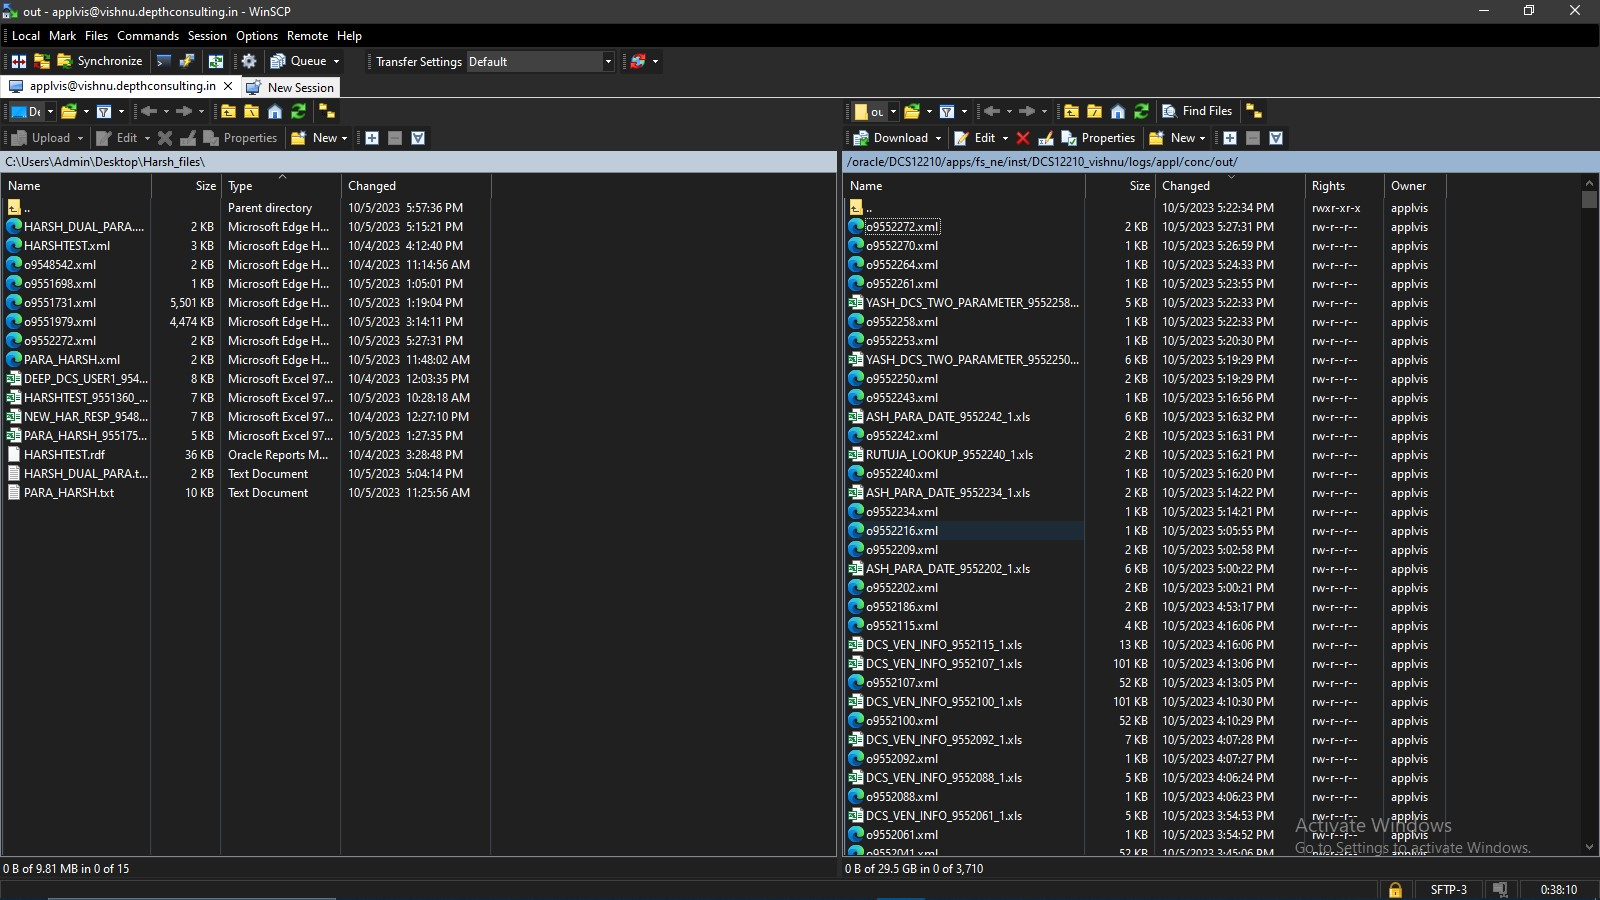 out - applvis@vishnu.depthconsulting.in - WinSCP
Local Mark Files Commands Session Options Remote Help
Synchronize Queue Transfer Settings Default
applvis@vishnu.depthconsulting.in New Session
De
Upload Edit Properties New
C:\Users\Admin\Desktop\Harsh_files\
Name Size Type Changed
.. Parent directory 10/5/2023 5:57:36 PM
HARSH_DUAL_PARA.... 2 KB Microsoft Edge H... 10/5/2023 5:15:21 PM
HARSHTEST.xml 3 KB Microsoft Edge H... 10/4/2023 4:12:40 PM
o9548542.xml 2 KB Microsoft Edge H... 10/4/2023 11:14:56 AM
o9551698.xml 1 KB Microsoft Edge H... 10/5/2023 1:05:01 PM
o9551731.xml 5,501 KB Microsoft Edge H... 10/5/2023 1:19:04 PM
o9551979.xml 4,474 KB Microsoft Edge H... 10/5/2023 3:14:11 PM
o9552272.xml 2 KB Microsoft Edge H... 10/5/2023 5:27:31 PM
PARA_HARSH.xml 2 KB Microsoft Edge H... 10/5/2023 11:48:02 AM
DEEP_DCS_USER1_954... 8 KB Microsoft Excel 97... 10/4/2023 12:03:35 PM
HARSHTEST_9551360_... 7 KB Microsoft Excel 97... 10/5/2023 10:28:18 AM
NEW_HAR_RESP_9548... 7 KB Microsoft Excel 97... 10/4/2023 12:27:10 PM
PARA_HARSH_955175... 5 KB Microsoft Excel 97... 10/5/2023 1:27:35 PM
HARSHTEST.rdf 36 KB Oracle Reports M... 10/4/2023 3:28:48 PM
HARSH_DUAL_PARA.t... 2 KB Text Document 10/5/2023 5:04:14 PM
PARA_HARSH.txt 10 KB Text Document 10/5/2023 11:25:56 AM
0 B of 9.81 MB in 0 of 15
ou Find Files
Download Edit Properties New
/oracle/DCS12210/apps/fs_ne/inst/DCS12210_vishnu/logs/appl/conc/out/
Name Size Changed Rights Owner
.. 10/5/2023 5:22:34 PM rwxr-xr-x applvis
o9552272.xml 2 KB 10/5/2023 5:27:31 PM rw-r--r-- applvis
o9552270.xml 1 KB 10/5/2023 5:26:59 PM rw-r--r-- applvis
o9552264.xml 1 KB 10/5/2023 5:24:33 PM rw-r--r-- applvis
o9552261.xml 1 KB 10/5/2023 5:23:55 PM rw-r--r-- applvis
YASH_DCS_TWO_PARAMETER_9552258... 5 KB 10/5/2023 5:22:33 PM rw-r--r-- applvis
o9552258.xml 1 KB 10/5/2023 5:22:33 PM rw-r--r-- applvis
o9552253.xml 1 KB 10/5/2023 5:20:30 PM rw-r--r-- applvis
YASH_DCS_TWO_PARAMETER_9552250... 6 KB 10/5/2023 5:19:29 PM rw-r--r-- applvis
o9552250.xml 2 KB 10/5/2023 5:19:29 PM rw-r--r-- applvis
o9552243.xml 1 KB 10/5/2023 5:16:56 PM rw-r--r-- applvis
ASH_PARA_DATE_9552242_1.xls 6 KB 10/5/2023 5:16:32 PM rw-r--r-- applvis
o9552242.xml 2 KB 10/5/2023 5:16:31 PM rw-r--r-- applvis
RUTUJA_LOOKUP_9552240_1.xls 2 KB 10/5/2023 5:16:21 PM rw-r--r-- applvis
o9552240.xml 1 KB 10/5/2023 5:16:20 PM rw-r--r-- applvis
ASH_PARA_DATE_9552234_1.xls 2 KB 10/5/2023 5:14:22 PM rw-r--r-- applvis
o9552234.xml 1 KB 10/5/2023 5:14:21 PM rw-r--r-- applvis
o9552216.xml 1 KB 10/5/2023 5:05:55 PM rw-r--r-- applvis
o9552209.xml 2 KB 10/5/2023 5:02:58 PM rw-r--r-- applvis
ASH_PARA_DATE_9552202_1.xls 6 KB 10/5/2023 5:00:22 PM rw-r--r-- applvis
o9552202.xml 2 KB 10/5/2023 5:00:21 PM rw-r--r-- applvis
o9552186.xml 2 KB 10/5/2023 4:53:17 PM rw-r--r-- applvis
o9552115.xml 4 KB 10/5/2023 4:16:06 PM rw-r--r-- applvis
DCS_VEN_INFO_9552115_1.xls 13 KB 10/5/2023 4:16:06 PM rw-r--r-- applvis
DCS_VEN_INFO_9552107_1.xls 101 KB 10/5/2023 4:13:06 PM rw-r--r-- applvis
o9552107.xml 52 KB 10/5/2023 4:13:05 PM rw-r--r-- applvis
DCS_VEN_INFO_9552100_1.xls 101 KB 10/5/2023 4:10:30 PM rw-r--r-- applvis
o9552100.xml 52 KB 10/5/2023 4:10:29 PM rw-r--r-- applvis
DCS_VEN_INFO_9552092_1.xls 7 KB 10/5/2023 4:07:28 PM rw-r--r-- applvis
o9552092.xml 1 KB 10/5/2023 4:07:27 PM rw-r--r-- applvis
DCS_VEN_INFO_9552088_1.xls 5 KB 10/5/2023 4:06:24 PM rw-r--r-- applvis
o9552088.xml 1 KB 10/5/2023 4:06:23 PM rw-r--r-- applvis
DCS_VEN_INFO_9552061_1.xls 5 KB 10/5/2023 3:54:53 PM rw-r--r-- applvis
o9552061.xml 1 KB 10/5/2023 3:54:52 PM rw-r--r-- applvis
o9552041.xml 52 KB 10/5/2023 3:45:06 PM rw-r--r-- applvis
Activate Windows
Go to Settings to activate Windows.
0 B of 29.5 GB in 0 of 3,710
SFTP-3 0:38:10